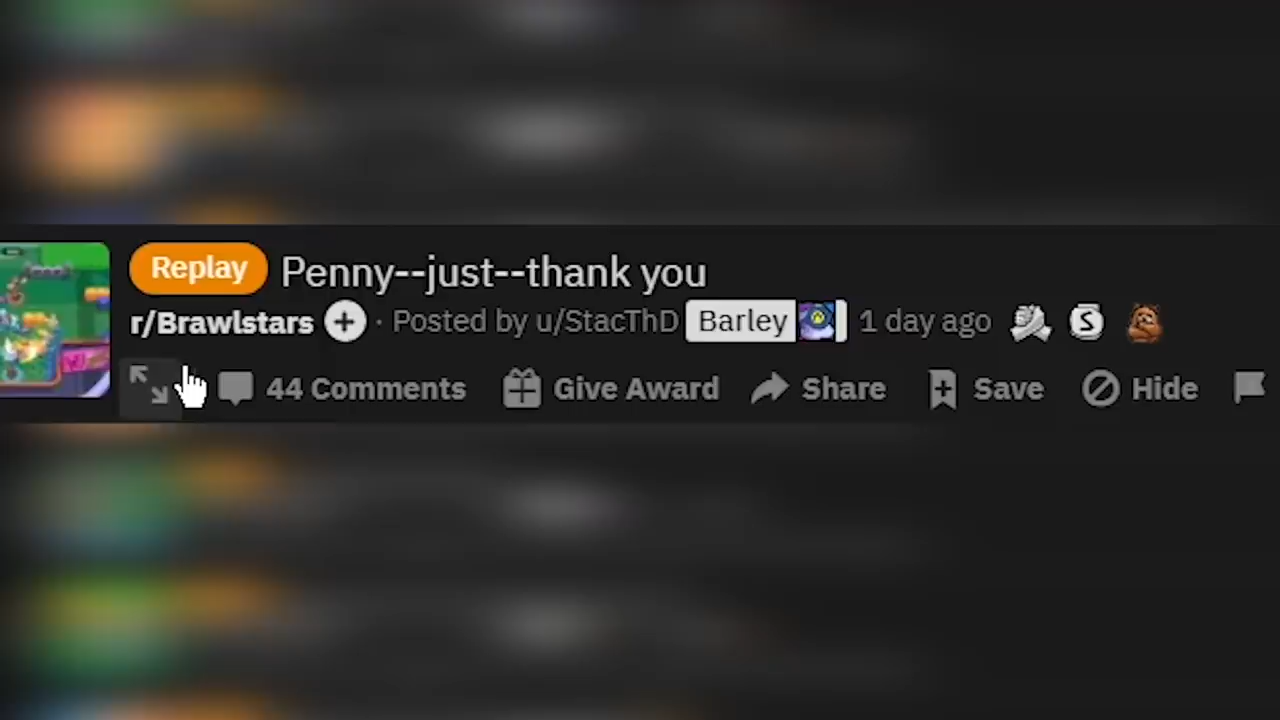 Replay Penny--just--thank you
r/Brawlstars · Posted by u/StacThD Barley 1 day ago
44 Comments Give Award Share Save Hide